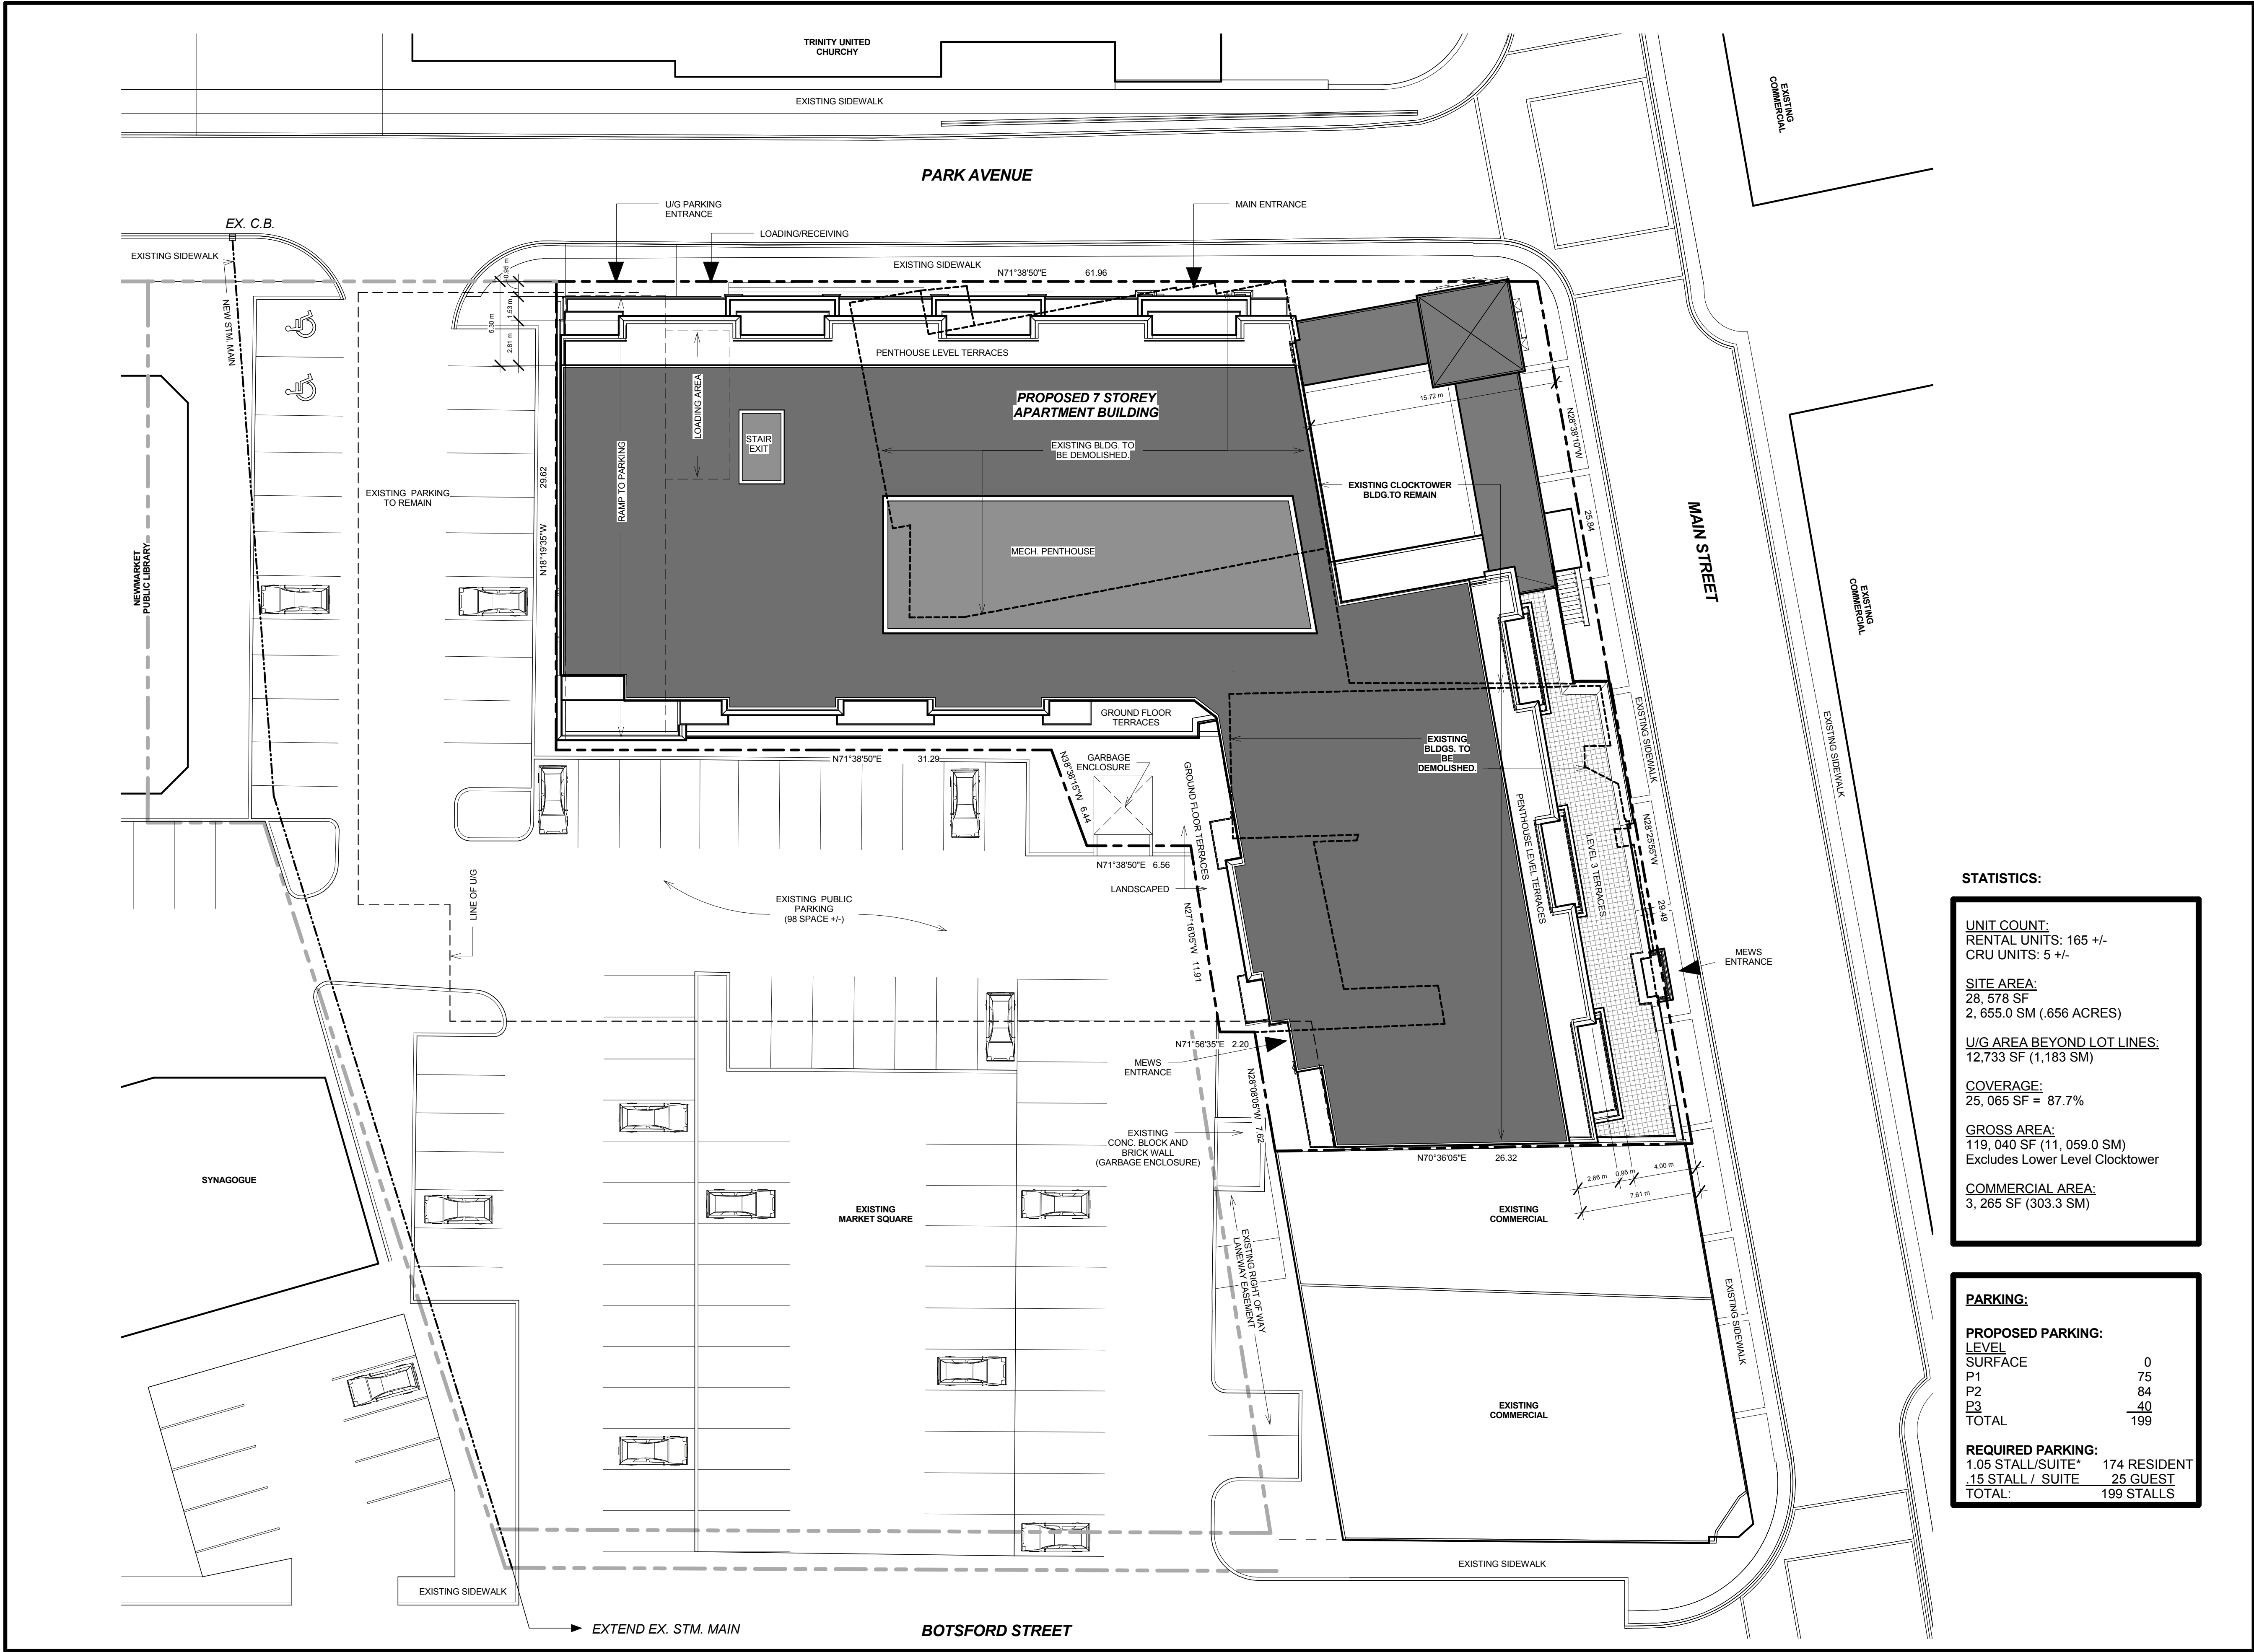 TRINITY UNITED
CHURCHY
EXISTING SIDEWALK
EXISTING
COMMERCIAL
PARK AVENUE
U/G PARKING
ENTRANCE
MAIN ENTRANCE
EX. C.B.
LOADING/RECEIVING
EXISTING SIDEWALK
EXISTING SIDEWALK
N71°38'50"E 61.96
0.95 m
1.53 m
5.30 m
2.81 m
NEW STM. MAIN
PENTHOUSE LEVEL TERRACES
LOADING AREA
PROPOSED 7 STOREY
APARTMENT BUILDING
15.72 m
N28°38'10"W
25.84
STAIR
EXIT
EXISTING BLDG. TO
BE DEMOLISHED.
RAMP TO PARKING
N18°19'35"W 29.62
EXISTING PARKING
TO REMAIN
EXISTING CLOCKTOWER
BLDG.TO REMAIN
MAIN STREET
NEWMARKET
PUBLIC LIBRARY
MECH. PENTHOUSE
EXISTING
COMMERCIAL
GROUND FLOOR
TERRACES
EXISTING SIDEWALK
EXISTING SIDEWALK
EXISTING
BLDGS. TO
BE
DEMOLISHED.
N71°38'50"E 31.29
N38°38'15"W 6.44
GARBAGE
ENCLOSURE
GROUND FLOOR TERRACES
PENTHOUSE LEVEL TERRACES
LEVEL 3 TERRACES
N28°25'55"W
29.49
N71°38'50"E 6.56
LANDSCAPED
LINE OF U/G
EXISTING PUBLIC
PARKING
(98 SPACE +/-)
N27°16'05"W 11.91
MEWS
ENTRANCE
N71°56'35"E 2.20
MEWS
ENTRANCE
N28°08'05"W 7.62
EXISTING
CONC. BLOCK AND
BRICK WALL
(GARBAGE ENCLOSURE)
N70°36'05"E 26.32
2.66 m
0.95 m
4.00 m
7.61 m
SYNAGOGUE
EXISTING
MARKET SQUARE
EXISTING
COMMERCIAL
EXISTING RIGHT OF WAY
LANEWAY EASEMENT
EXISTING SIDEWALK
EXISTING
COMMERCIAL
EXISTING SIDEWALK
EXISTING SIDEWALK
EXTEND EX. STM. MAIN
BOTSFORD STREET
STATISTICS:
UNIT COUNT:
RENTAL UNITS: 165 +/-
CRU UNITS: 5 +/-
SITE AREA:
28, 578 SF
2, 655.0 SM (.656 ACRES)
U/G AREA BEYOND LOT LINES:
12,733 SF (1,183 SM)
COVERAGE:
25, 065 SF = 87.7%
GROSS AREA:
119, 040 SF (11, 059.0 SM)
Excludes Lower Level Clocktower
COMMERCIAL AREA:
3, 265 SF (303.3 SM)
PARKING:
PROPOSED PARKING:
LEVEL
SURFACE 0
P1 75
P2 84
P3 40
TOTAL 199
REQUIRED PARKING:
1.05 STALL/SUITE* 174 RESIDENT
.15 STALL / SUITE 25 GUEST
TOTAL: 199 STALLS